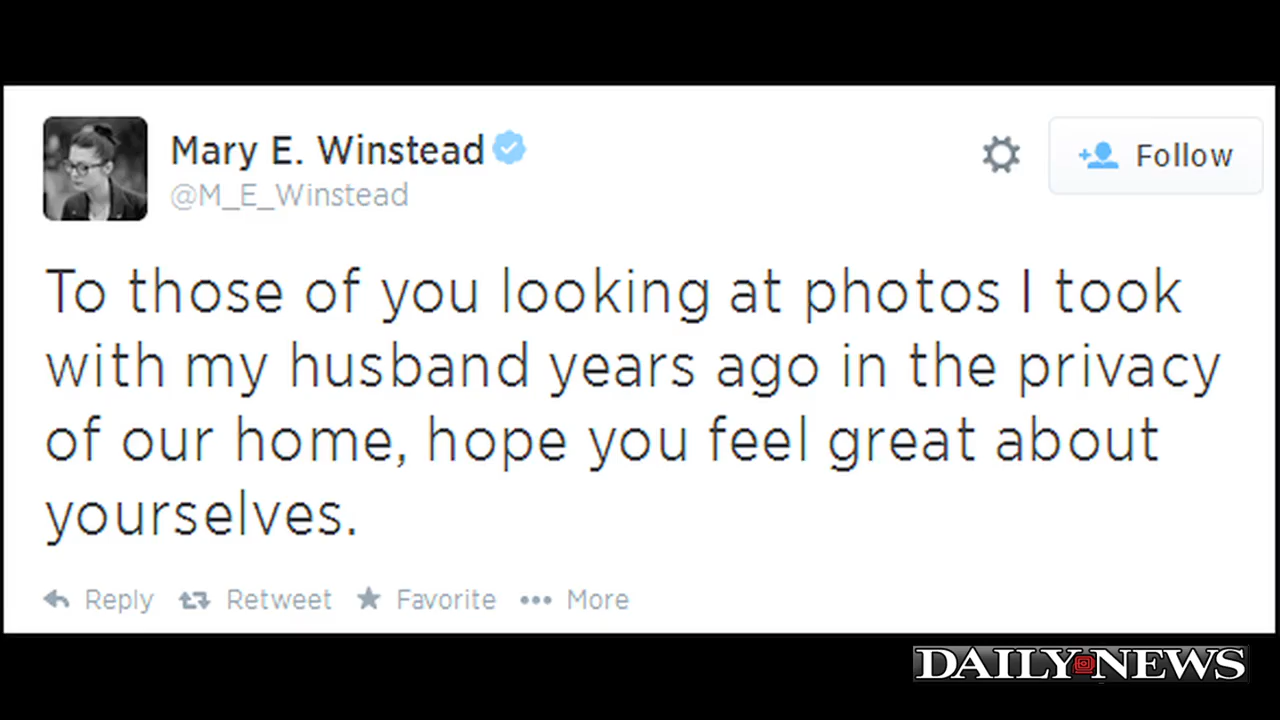 Mary E. Winstead
@M_E_Winstead
Follow
To those of you looking at photos I took
with my husband years ago in the privacy
of our home, hope you feel great about
yourselves.
Reply Retweet Favorite More
DAILY NEWS